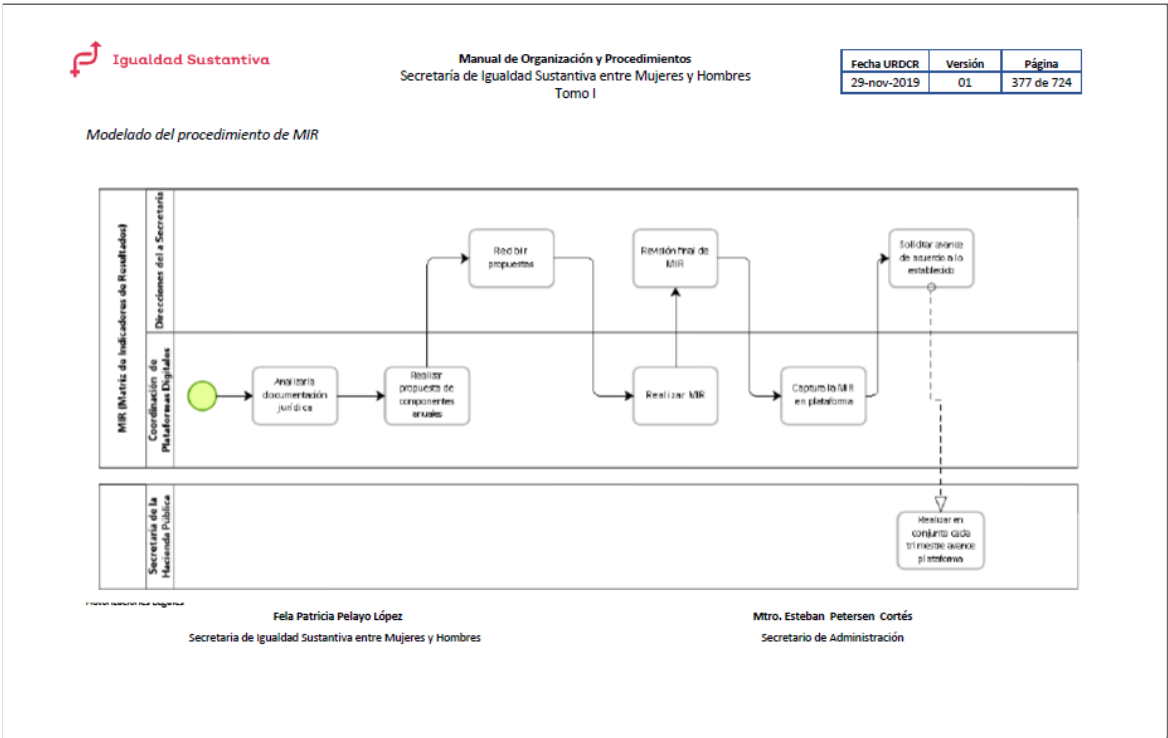 Igualdad Sustantiva
Manual de Organización y Procedimientos
Secretaría de Igualdad Sustantiva entre Mujeres y Hombres
Tomo I
Fecha URDCR Versión Página
29-nov-2019 01 377 de 724
Modelado del procedimiento de MIR
MIR (Matriz de Indicadores de Resultados)
Direcciones del a Secretaría
Recibir
propuestas
Revisión final de
MIR
Solicitar avance
de acuerdo a lo
establecido
Coordinación de
Plataformas Digitales
documentación
jurídica
Realizar
propuesta de
componentes
anuales
Realizar MIR
Captura la MIR
en plataforma
Secretaría de la
Hacienda Pública
Realizar en
conjunto cada
trimestre avance
plataforma
Autorizaciones Legales
Fela Patricia Pelayo López
Secretaria de Igualdad Sustantiva entre Mujeres y Hombres
Mtro. Esteban Petersen Cortés
Secretario de Administración